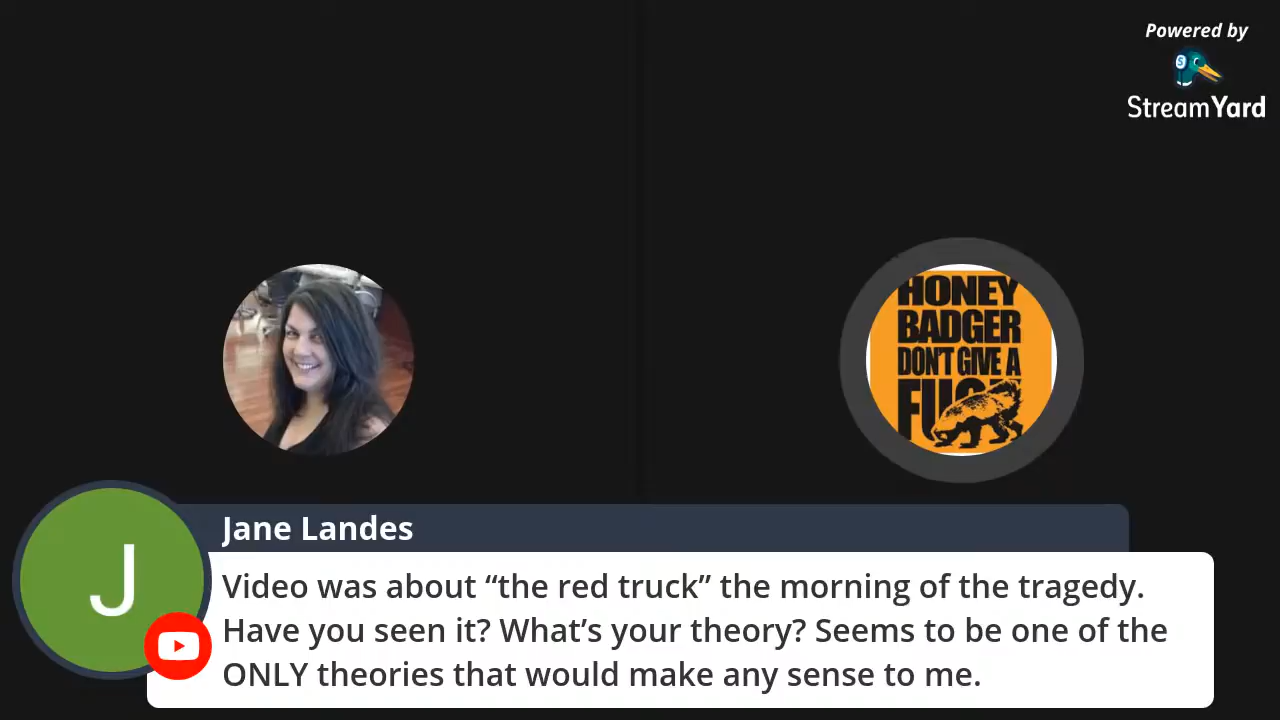 Powered by
StreamYard
HONEY
BADGER
DON'T GIVE A
Jane Landes
J
Video was about “the red truck” the morning of the tragedy.
Have you seen it? What’s your theory? Seems to be one of the
ONLY theories that would make any sense to me.